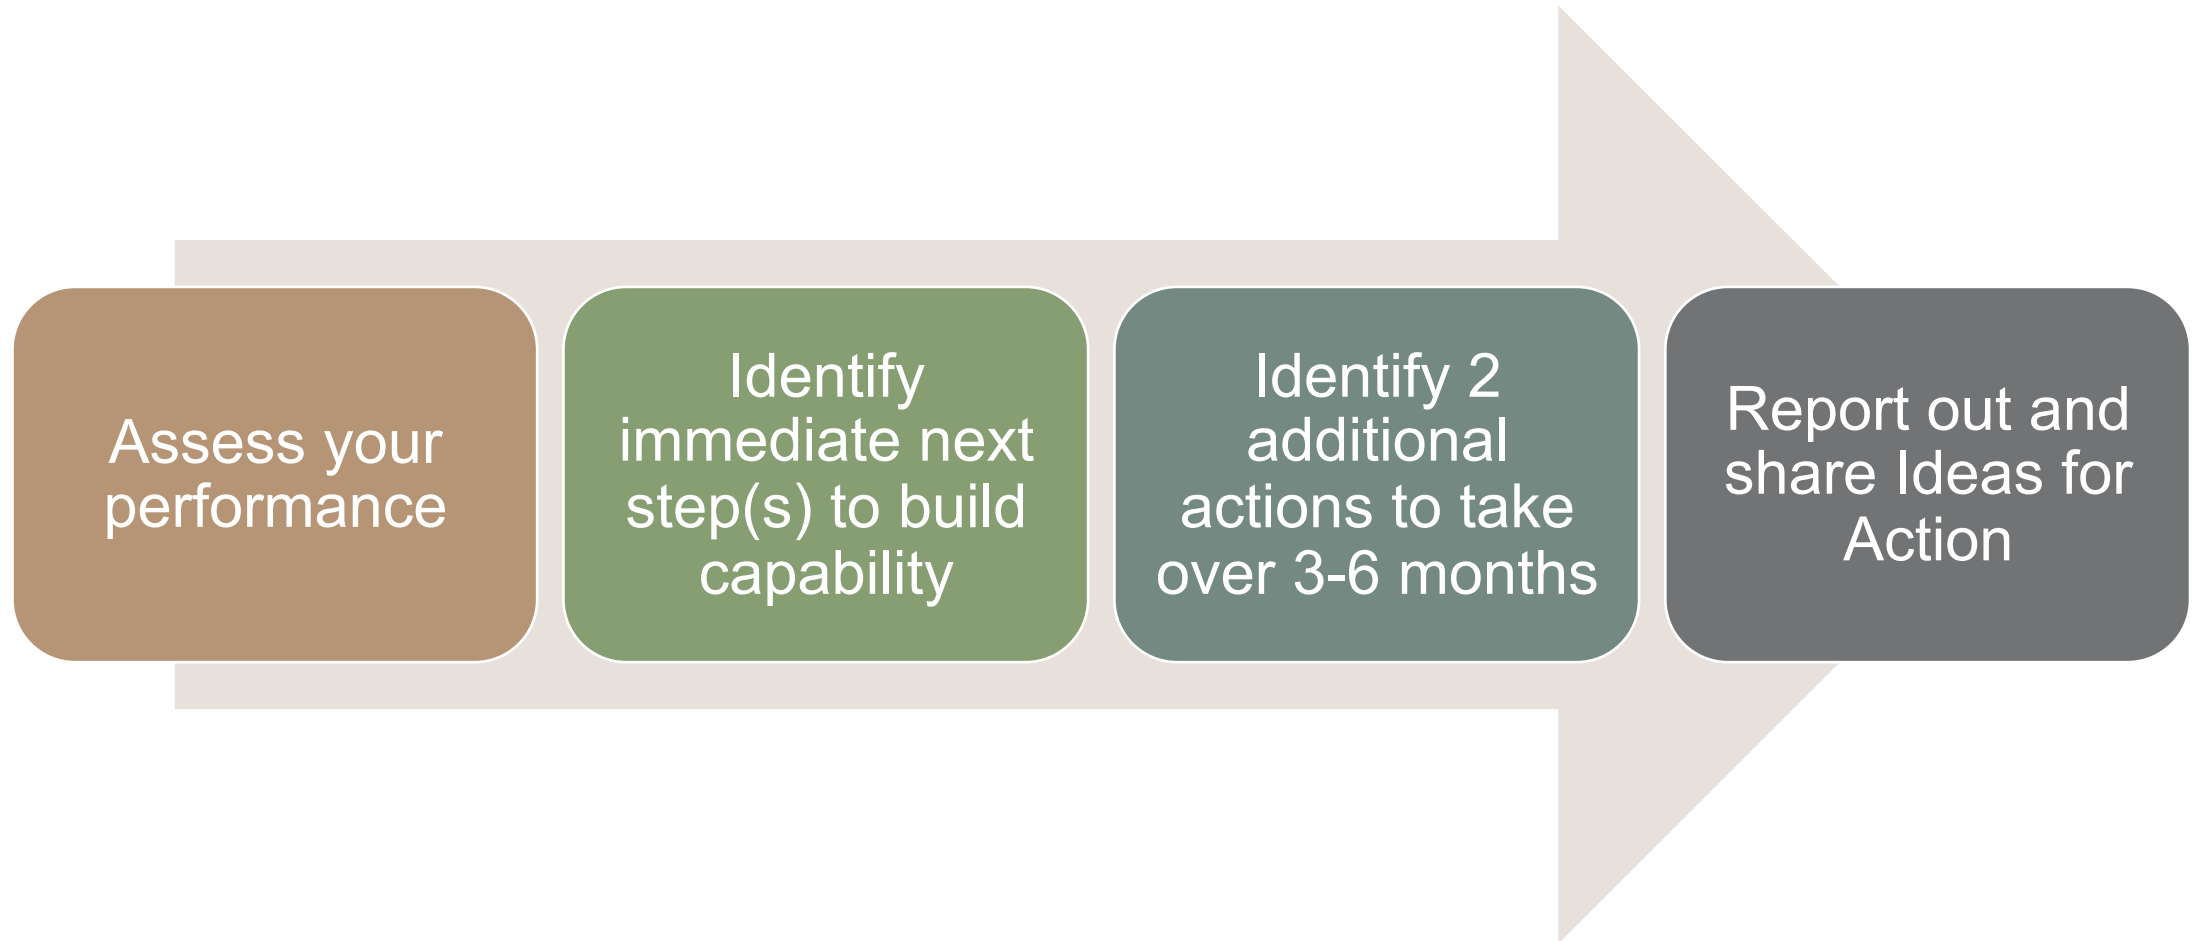 Assess your
performance
Identify
immediate next
step(s) to build
capability
Identify 2
additional
actions to take
over 3-6 months
Report out and
share Ideas for
Action